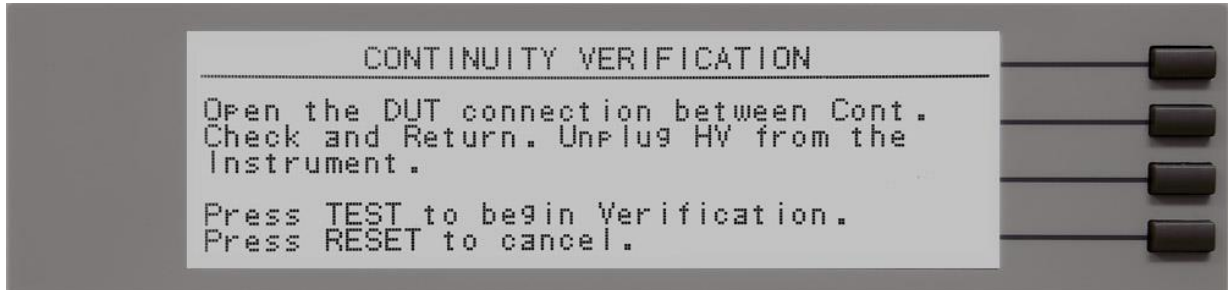 CONTINUITY VERIFICATION
Open the DUT connection between Cont.
Check and Return. Unplug HV from the
Instrument.
Press TEST to begin Verification.
Press RESET to cancel.